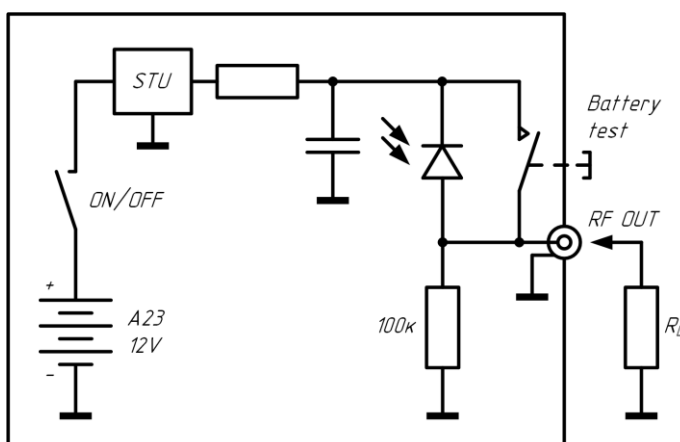 STU
Battery
test
ON/OFF
RF OUT
+
A23
12V
-
100к